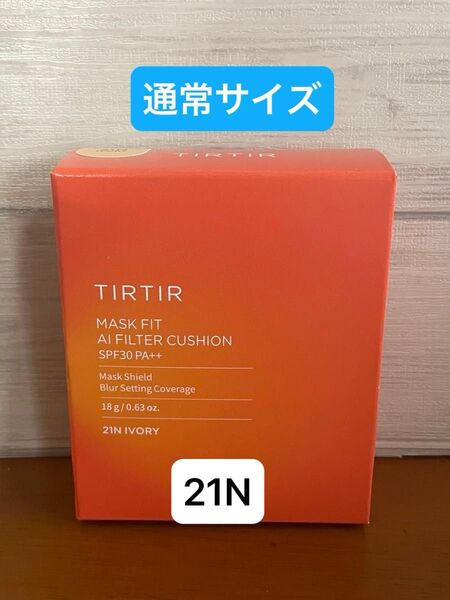 通常サイズ
TIRTIR
TIRTIR
MASK FIT
AI FILTER CUSHION
SPF30 PA++
Mask Shield
Blur Setting Coverage
18 g / 0.63 oz.
21N IVORY
21N